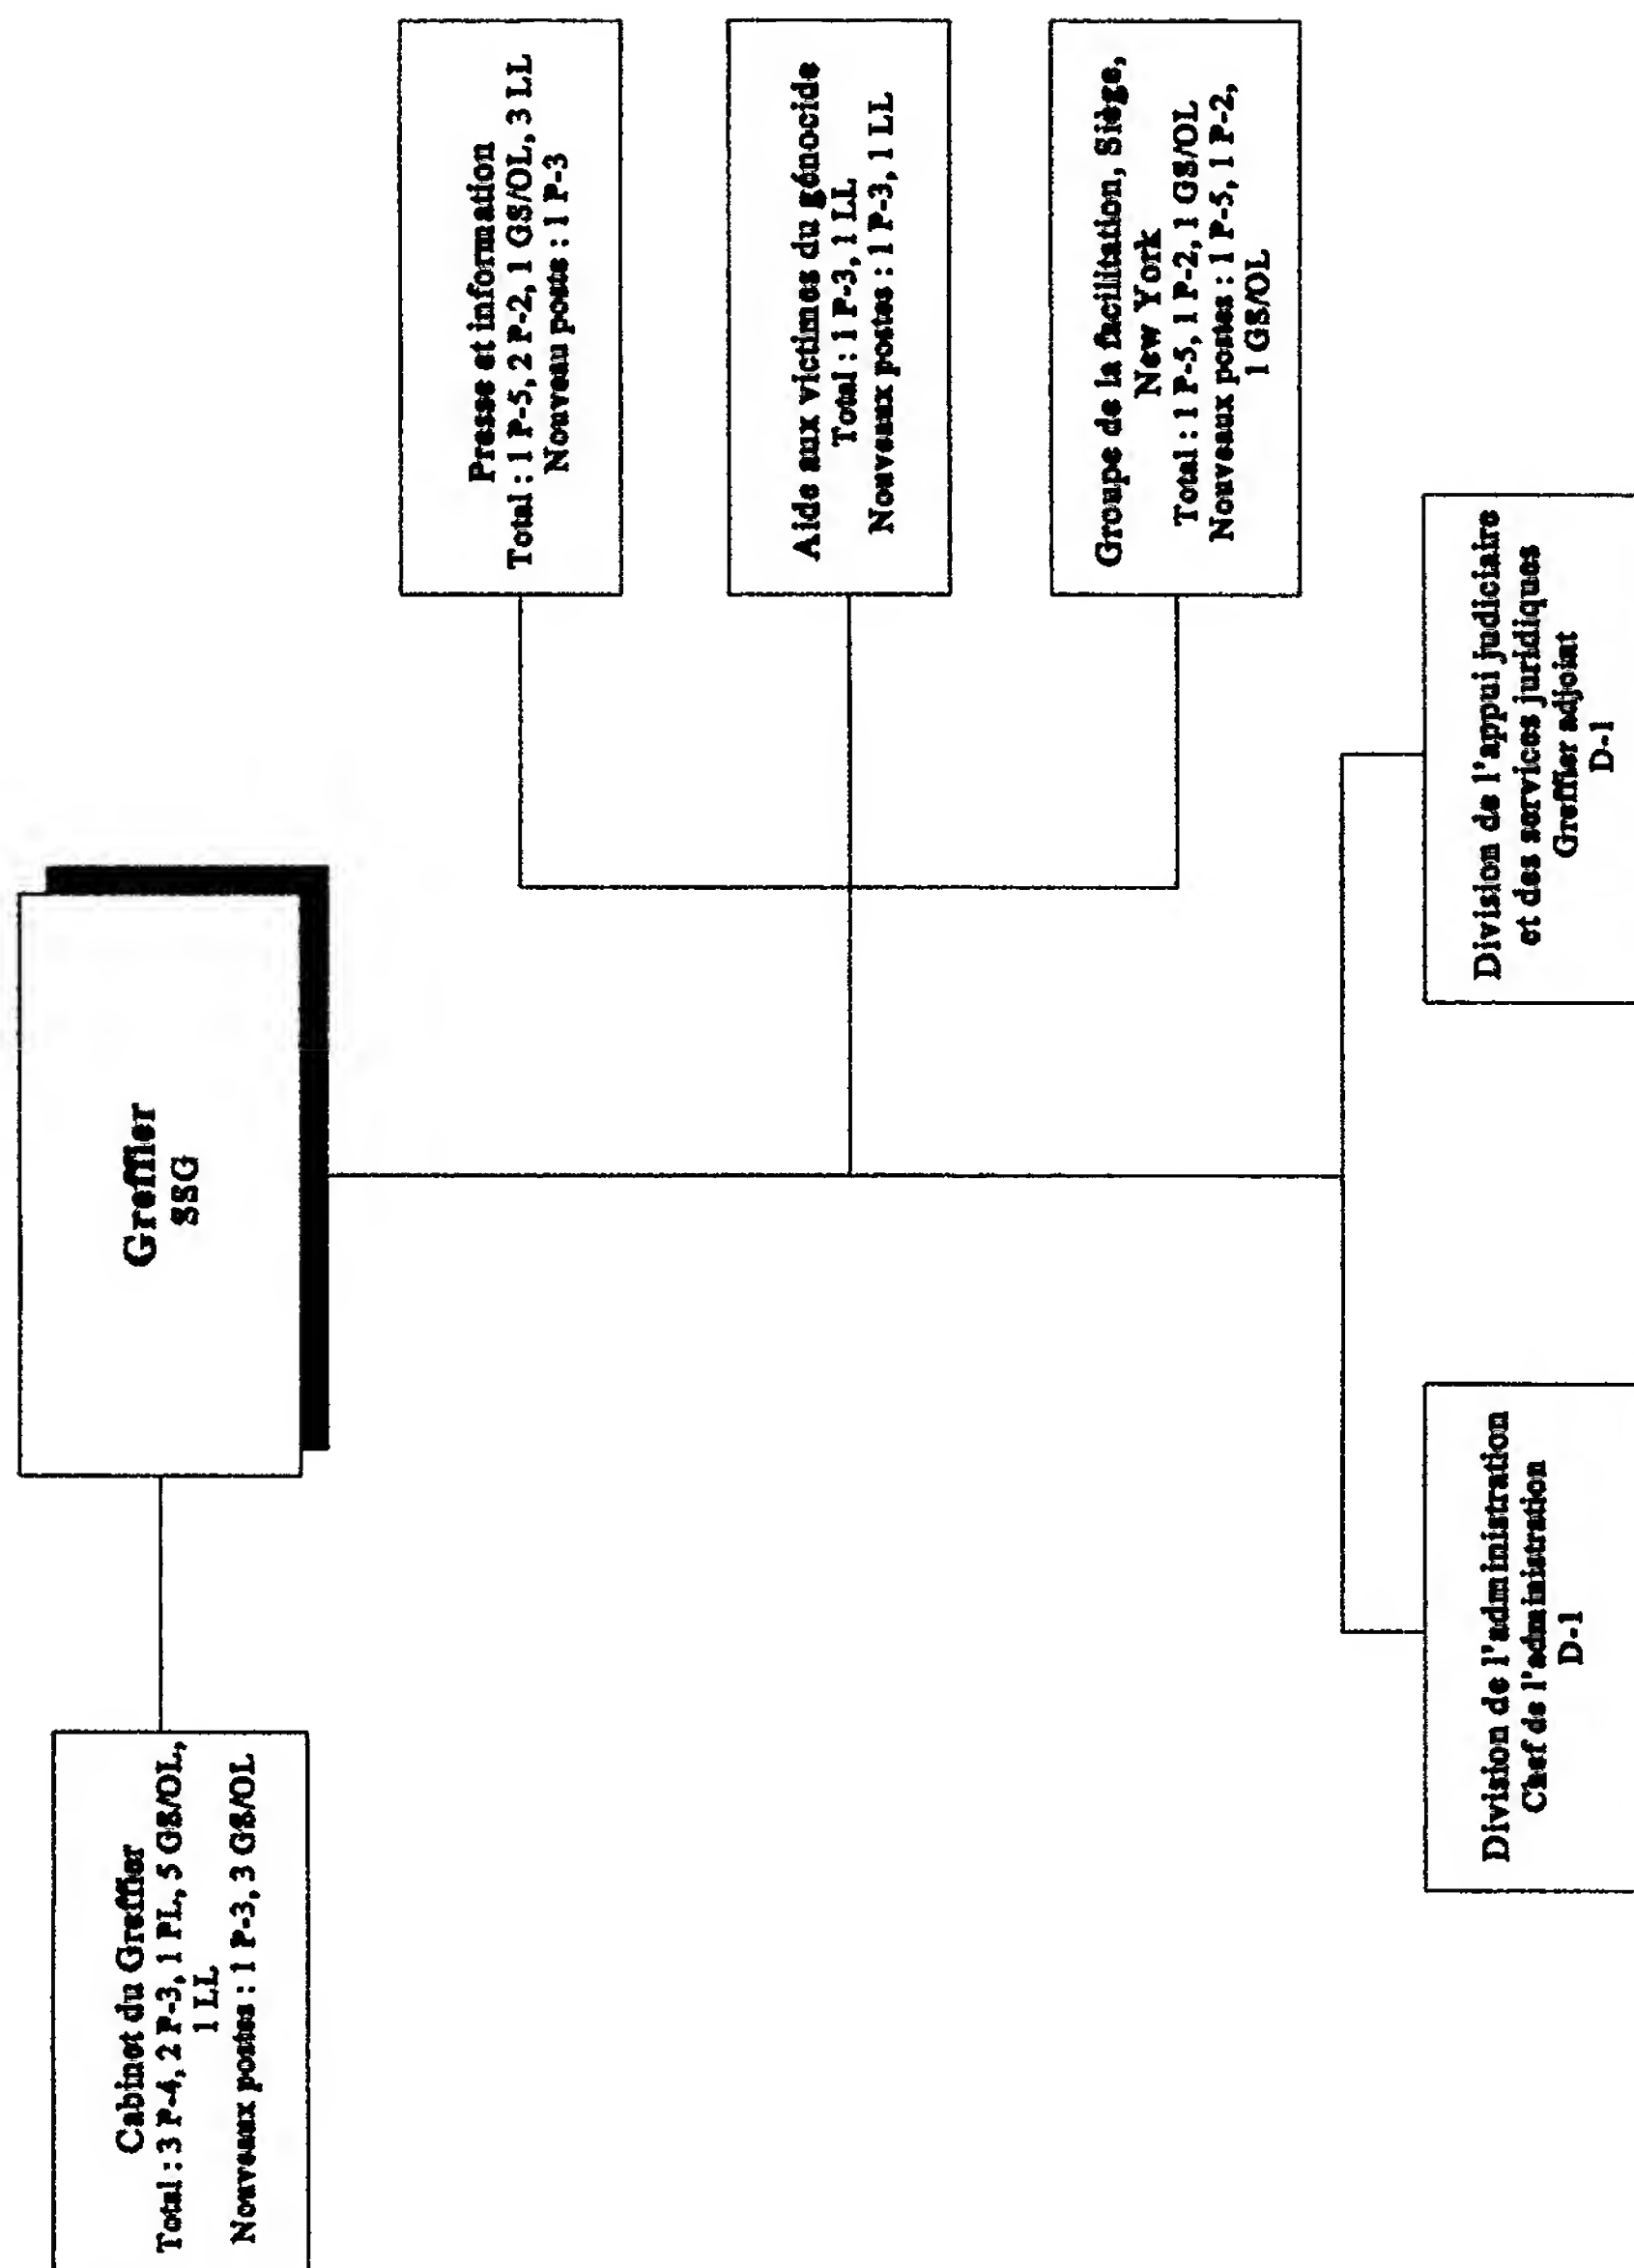 Greffier
SSG
Cabinet du Greffier
Total : 3 P-4, 2 P-3, 1 PL, 5 GS/OL,
1 LL
Nouveaux postes : 1 P-3, 3 GS/OL
Presse et information
Total : 1 P-5, 2 P-2, 1 GS/OL, 3 LL
Nouveau poste : 1 P-3
Aide aux victimes du génocide
Total : 1 P-3, 1 LL
Nouveaux postes : 1 P-3, 1 LL
Groupe de la facilitation, Siège,
New York
Total : 1 P-5, 1 P-2, 1 GS/OL
Nouveaux postes : 1 P-5, 1 P-2,
1 GS/OL
Division de l'administration
Chef de l'administration
D-1
Division de l'appui judiciaire
et des services juridiques
Greffier adjoint
D-1